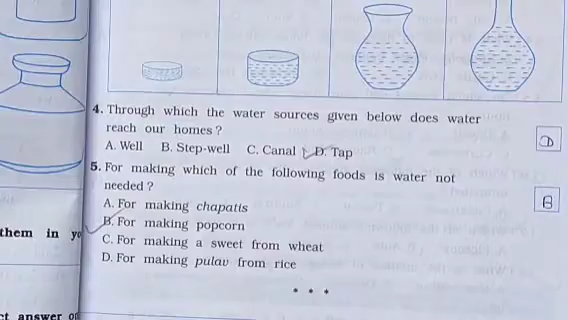 4. Through which the water sources given below does water
reach our homes ?
A. Well B. Step-well C. Canal D. Tap
D
5. For making which of the following foods is water not
needed ?
B
A. For making chapatis
B. For making popcorn
C. For making a sweet from wheat
D. For making pulav from rice
* * *
them in
ct answer